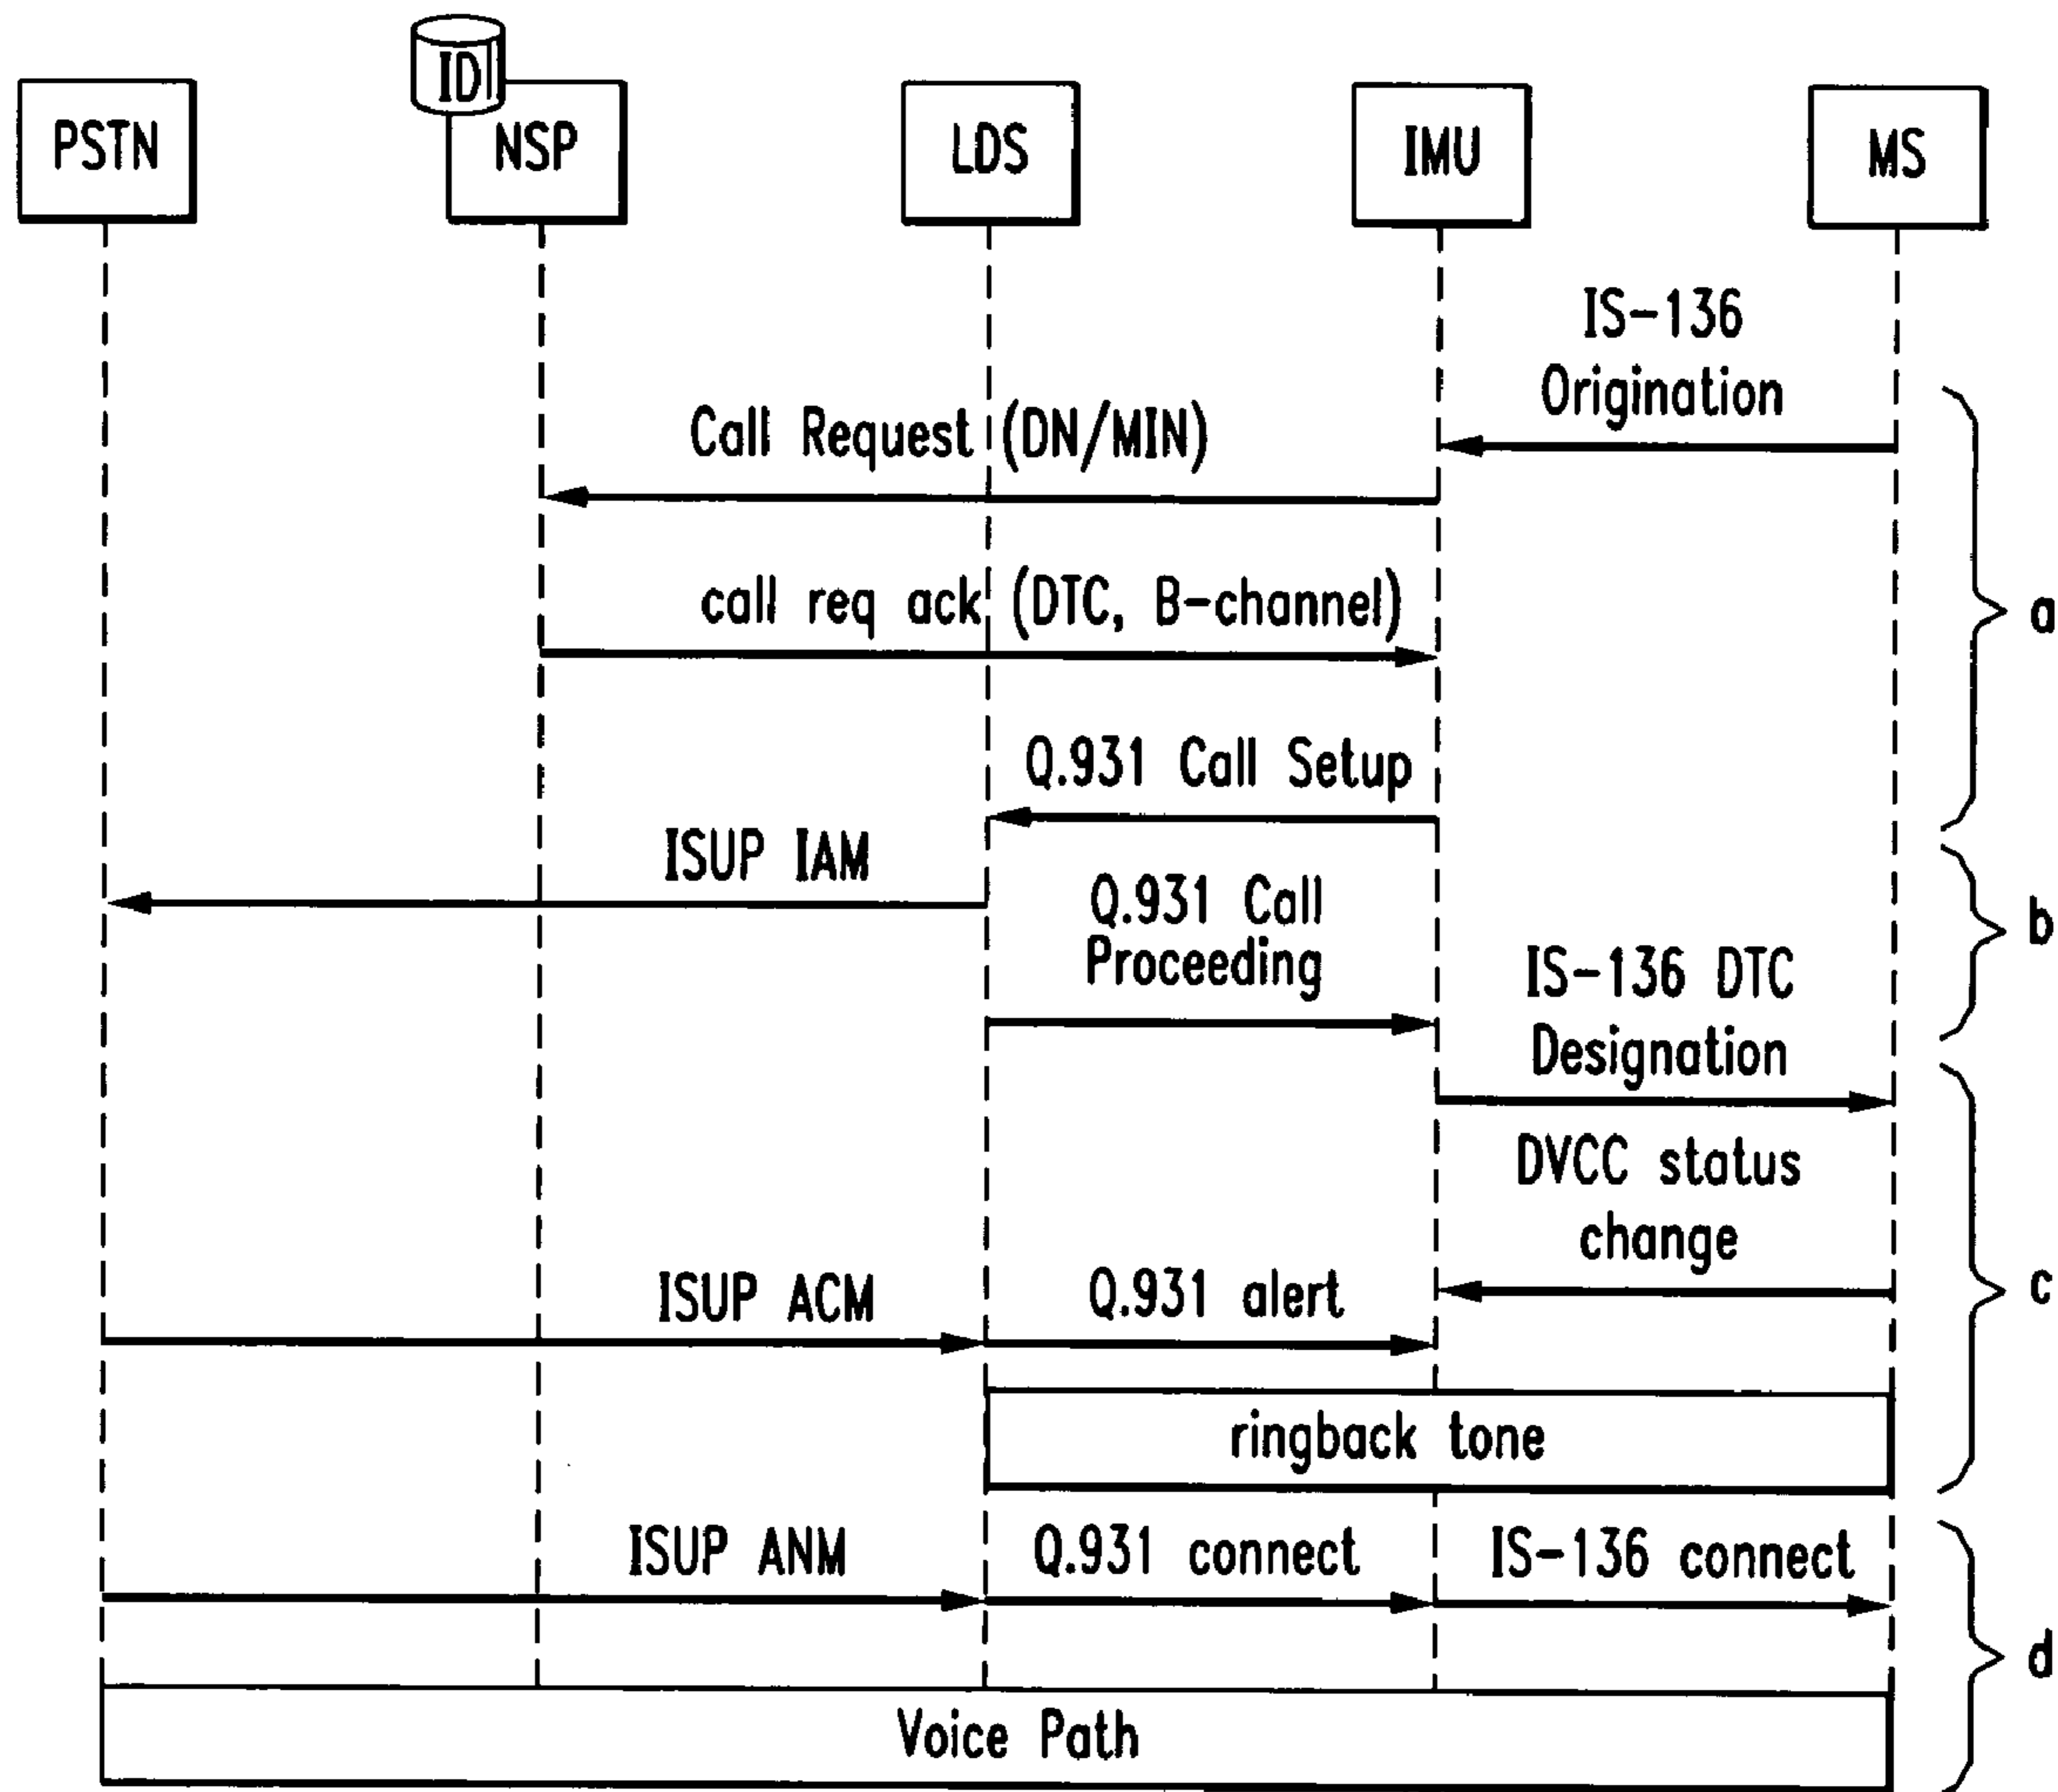 ID
PSTN
NSP
LDS
IMU
MS
IS-136
Origination
Call Request (DN/MIN)
call req ack (DTC, B-channel)
a
Q.931 Call Setup
ISUP IAM
Q.931 Call
Proceeding
b
IS-136 DTC
Designation
DVCC status
change
ISUP ACM
Q.931 alert
c
ringback tone
ISUP ANM
Q.931 connect
IS-136 connect
d
Voice Path